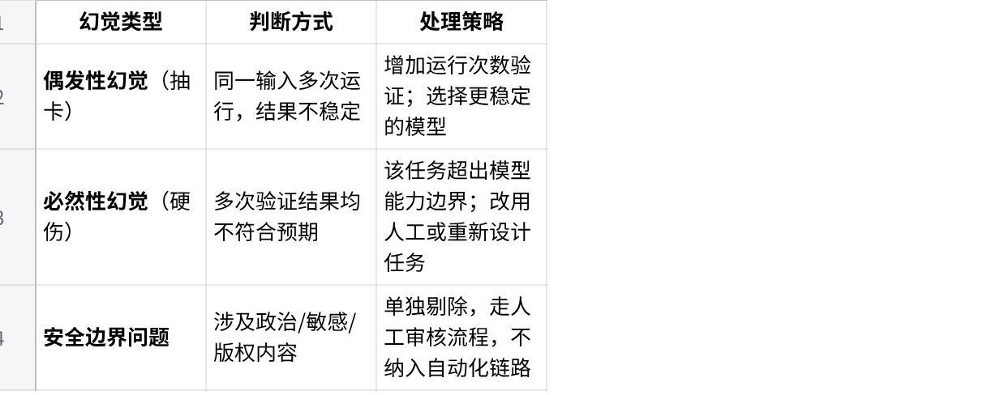 1
幻觉类型
判断方式
处理策略
2
偶发性幻觉（抽
卡）
同一输入多次运
行，结果不稳定
增加运行次数验
证；选择更稳定
的模型
3
必然性幻觉（硬
伤）
多次验证结果均
不符合预期
该任务超出模型
能力边界；改用
人工或重新设计
任务
4
安全边界问题
涉及政治/敏感/
版权内容
单独剔除，走人
工审核流程，不
纳入自动化链路